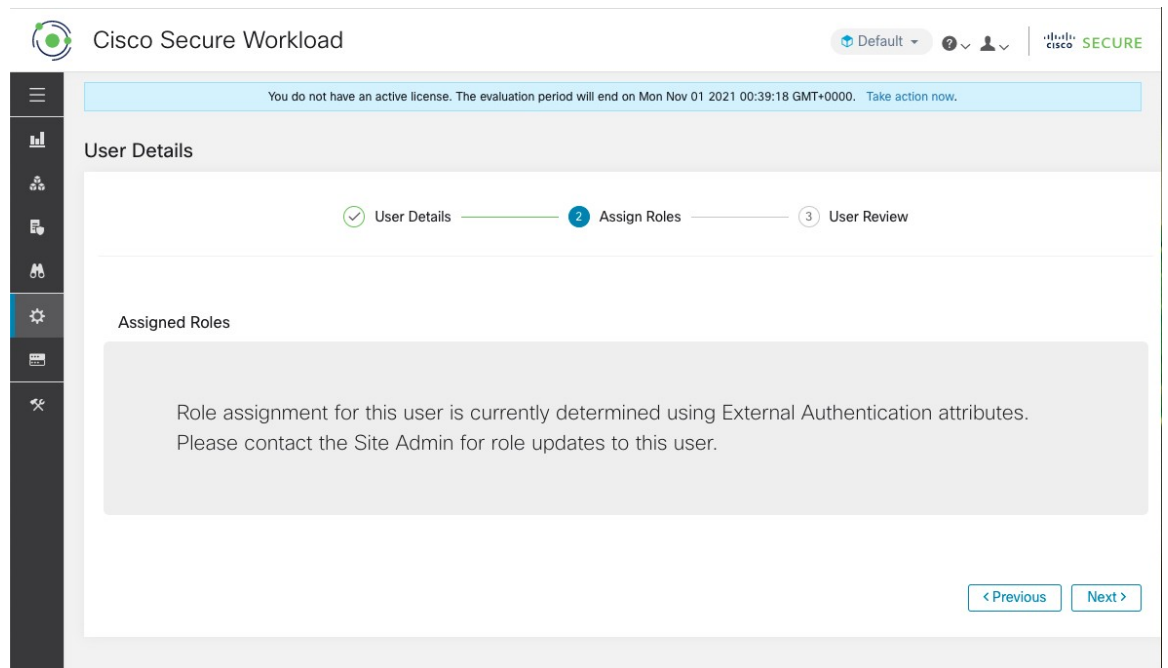 Cisco Secure Workload
Default
cisco SECURE
You do not have an active license. The evaluation period will end on Mon Nov 01 2021 00:39:18 GMT+0000. Take action now.
User Details
User Details
2 Assign Roles
3 User Review
Assigned Roles
Role assignment for this user is currently determined using External Authentication attributes.
Please contact the Site Admin for role updates to this user.
< Previous
Next >